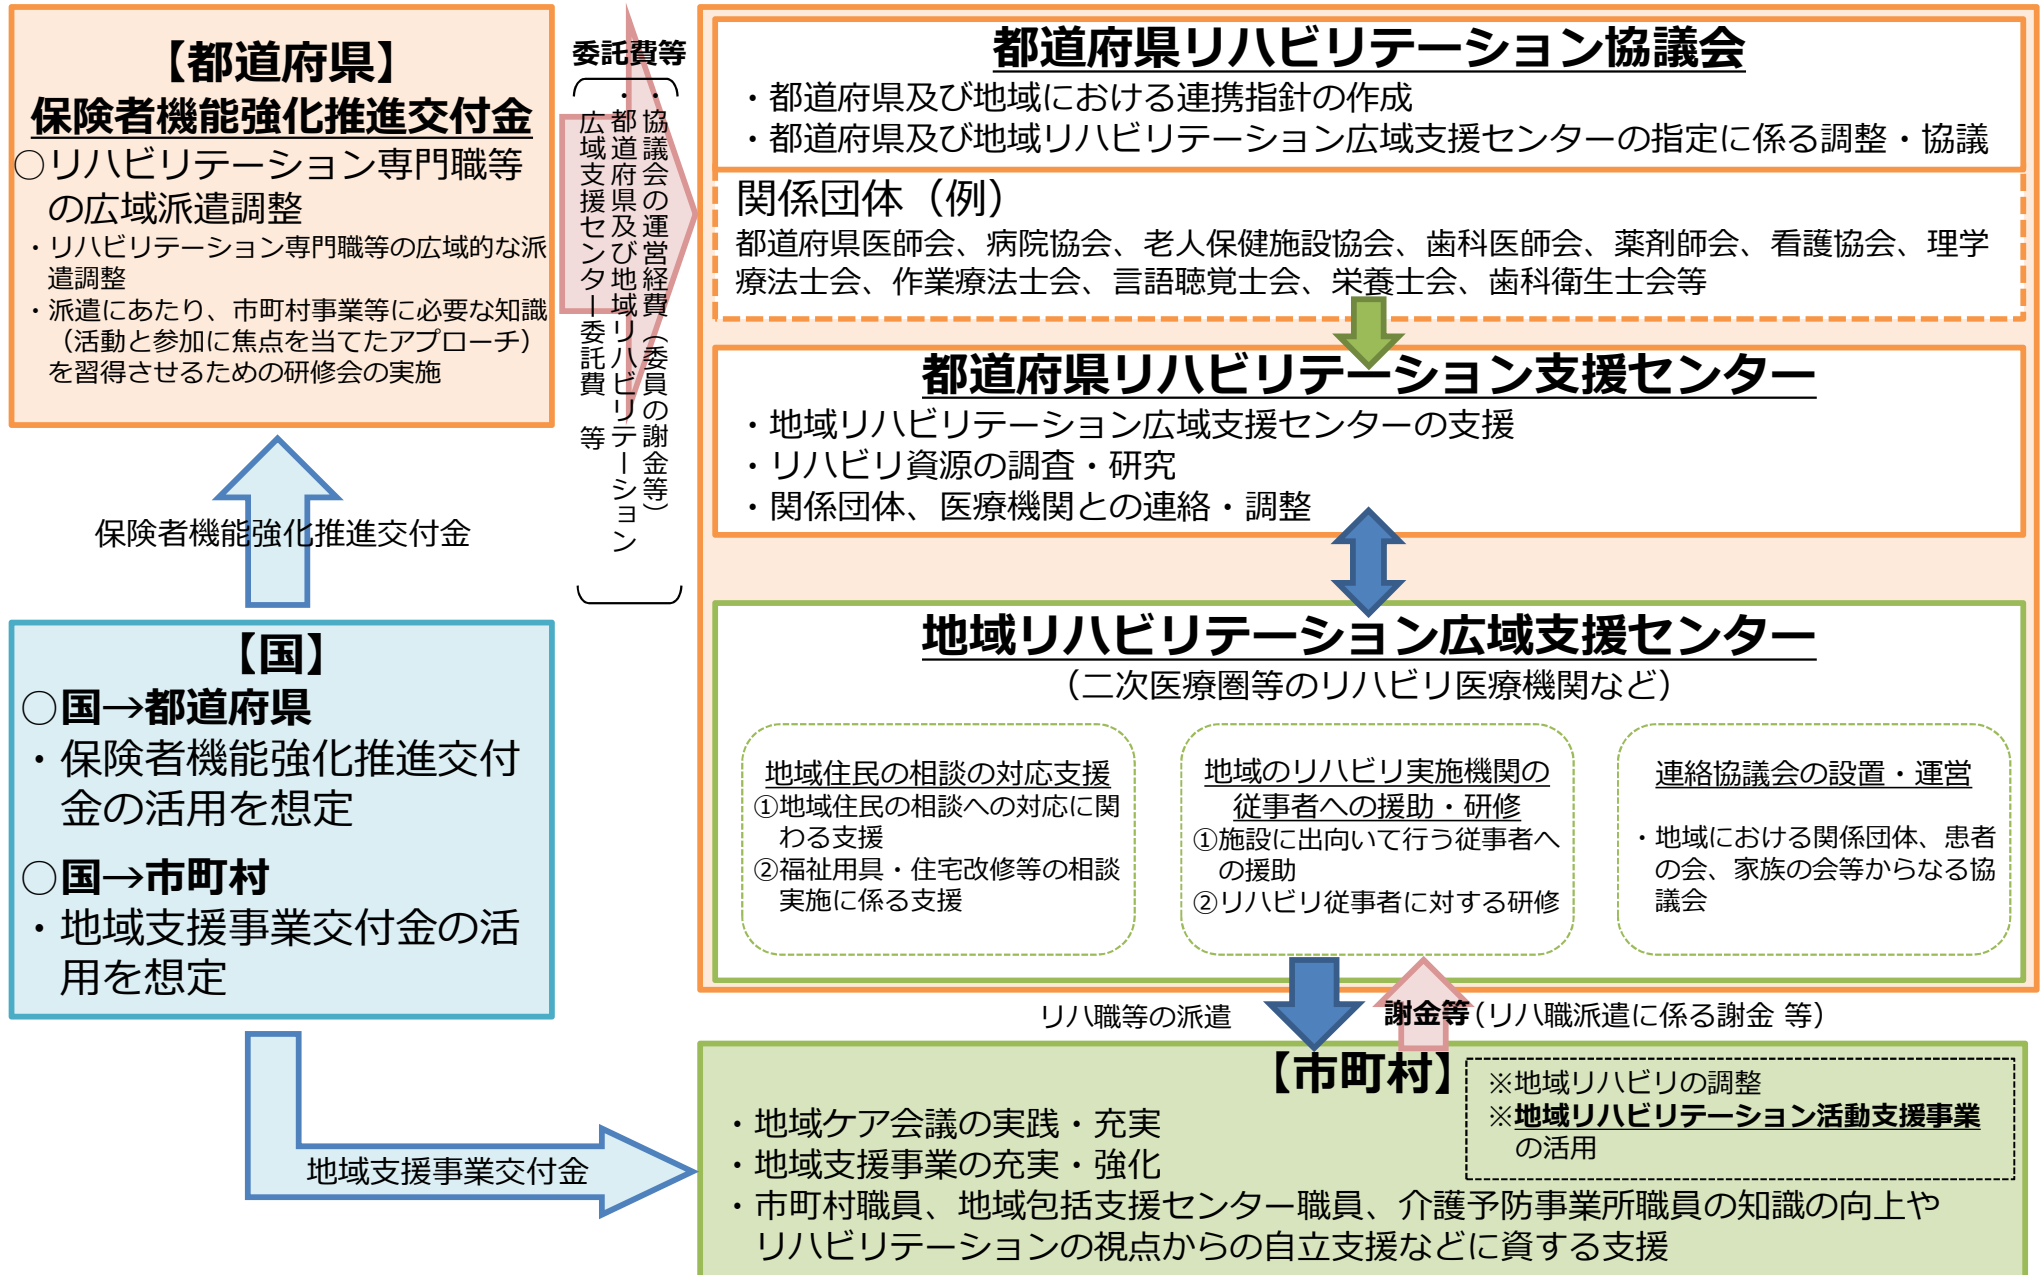 【都道府県】
保険者機能強化推進交付金
○リハビリテーション専門職等
の広域派遣調整
・リハビリテーション専門職等の広域的な派
遣調整
・派遣にあたり、市町村事業等に必要な知識
（活動と参加に焦点を当てたアプローチ）
を習得させるための研修会の実施
保険者機能強化推進交付金
【国】
○国→都道府県
・保険者機能強化推進交付
金の活用を想定
○国→市町村
・地域支援事業交付金の活
用を想定
地域支援事業交付金
委託費等
・協議会の運営経費（委員の謝金等）
・都道府県及び地域リハビリテーション
広域支援センター委託費　等
都道府県リハビリテーション協議会
・都道府県及び地域における連携指針の作成
・都道府県及び地域リハビリテーション広域支援センターの指定に係る調整・協議
関係団体（例）
都道府県医師会、病院協会、老人保健施設協会、歯科医師会、薬剤師会、看護協会、理学
療法士会、作業療法士会、言語聴覚士会、栄養士会、歯科衛生士会等
都道府県リハビリテーション支援センター
・地域リハビリテーション広域支援センターの支援
・リハビリ資源の調査・研究
・関係団体、医療機関との連絡・調整
地域リハビリテーション広域支援センター
（二次医療圏等のリハビリ医療機関など）
地域住民の相談の対応支援
①地域住民の相談への対応に関
わる支援
②福祉用具・住宅改修等の相談
実施に係る支援
地域のリハビリ実施機関の
従事者への援助・研修
①施設に出向いて行う従事者へ
の援助
②リハビリ従事者に対する研修
連絡協議会の設置・運営
・地域における関係団体、患者
の会、家族の会等からなる協
議会
リハ職等の派遣
謝金等（リハ職派遣に係る謝金 等）
【市町村】
※地域リハビリの調整
※地域リハビリテーション活動支援事業
の活用
・地域ケア会議の実践・充実
・地域支援事業の充実・強化
・市町村職員、地域包括支援センター職員、介護予防事業所職員の知識の向上や
リハビリテーションの視点からの自立支援などに資する支援